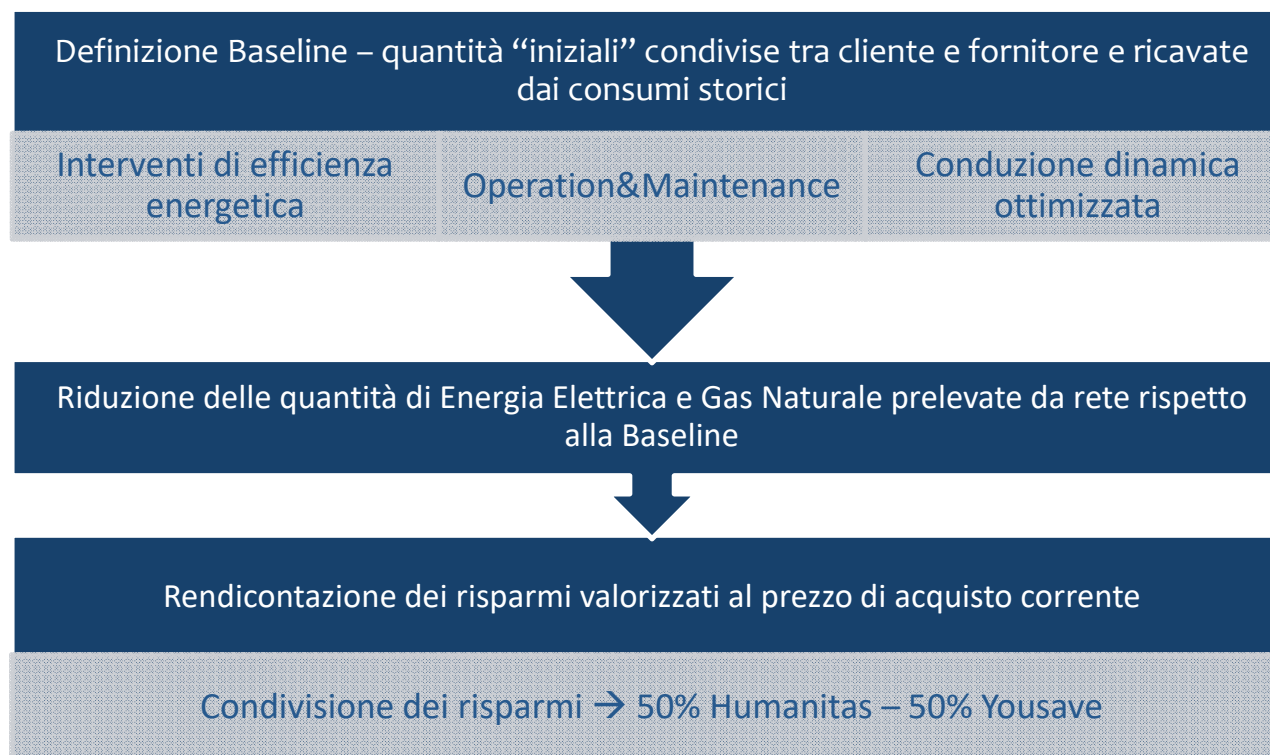 Definizione Baseline – quantità “iniziali” condivise tra cliente e fornitore e ricavate
dai consumi storici
Interventi di efficienza
energetica
Operation&Maintenance
Conduzione dinamica
ottimizzata
Riduzione delle quantità di Energia Elettrica e Gas Naturale prelevate da rete rispetto
alla Baseline
Rendicontazione dei risparmi valorizzati al prezzo di acquisto corrente
Condivisione dei risparmi → 50% Humanitas – 50% Yousave